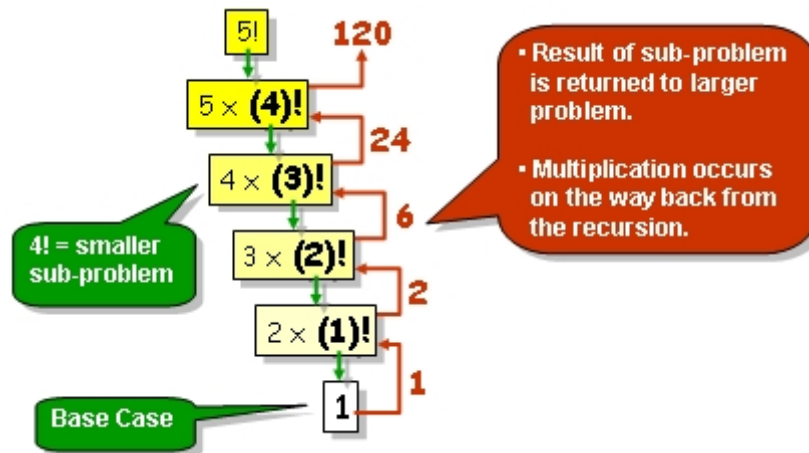 5!
120
5 × (4)!
24
4 × (3)!
6
3 × (2)!
2
2 × (1)!
1
1
4! = smaller
sub-problem
Base Case
• Result of sub-problem
is returned to larger
problem.
• Multiplication occurs
on the way back from
the recursion.